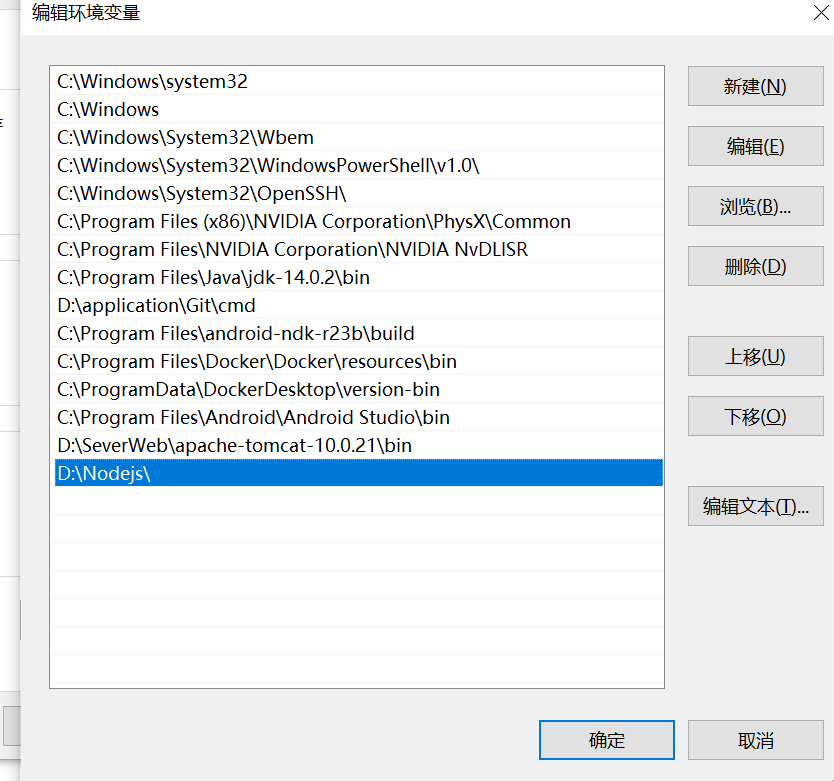 编辑环境变量
C:\Windows\system32
C:\Windows
C:\Windows\System32\Wbem
C:\Windows\System32\WindowsPowerShell\v1.0\
C:\Windows\System32\OpenSSH\
C:\Program Files (x86)\NVIDIA Corporation\PhysX\Common
C:\Program Files\NVIDIA Corporation\NVIDIA NvDLISR
C:\Program Files\Java\jdk-14.0.2\bin
D:\application\Git\cmd
C:\Program Files\android-ndk-r23b\build
C:\Program Files\Docker\Docker\resources\bin
C:\ProgramData\DockerDesktop\version-bin
C:\Program Files\Android\Android Studio\bin
D:\SeverWeb\apache-tomcat-10.0.21\bin
D:\Nodejs\
新建(N)
编辑(E)
浏览(B)...
删除(D)
上移(U)
下移(O)
编辑文本(T)...
确定
取消